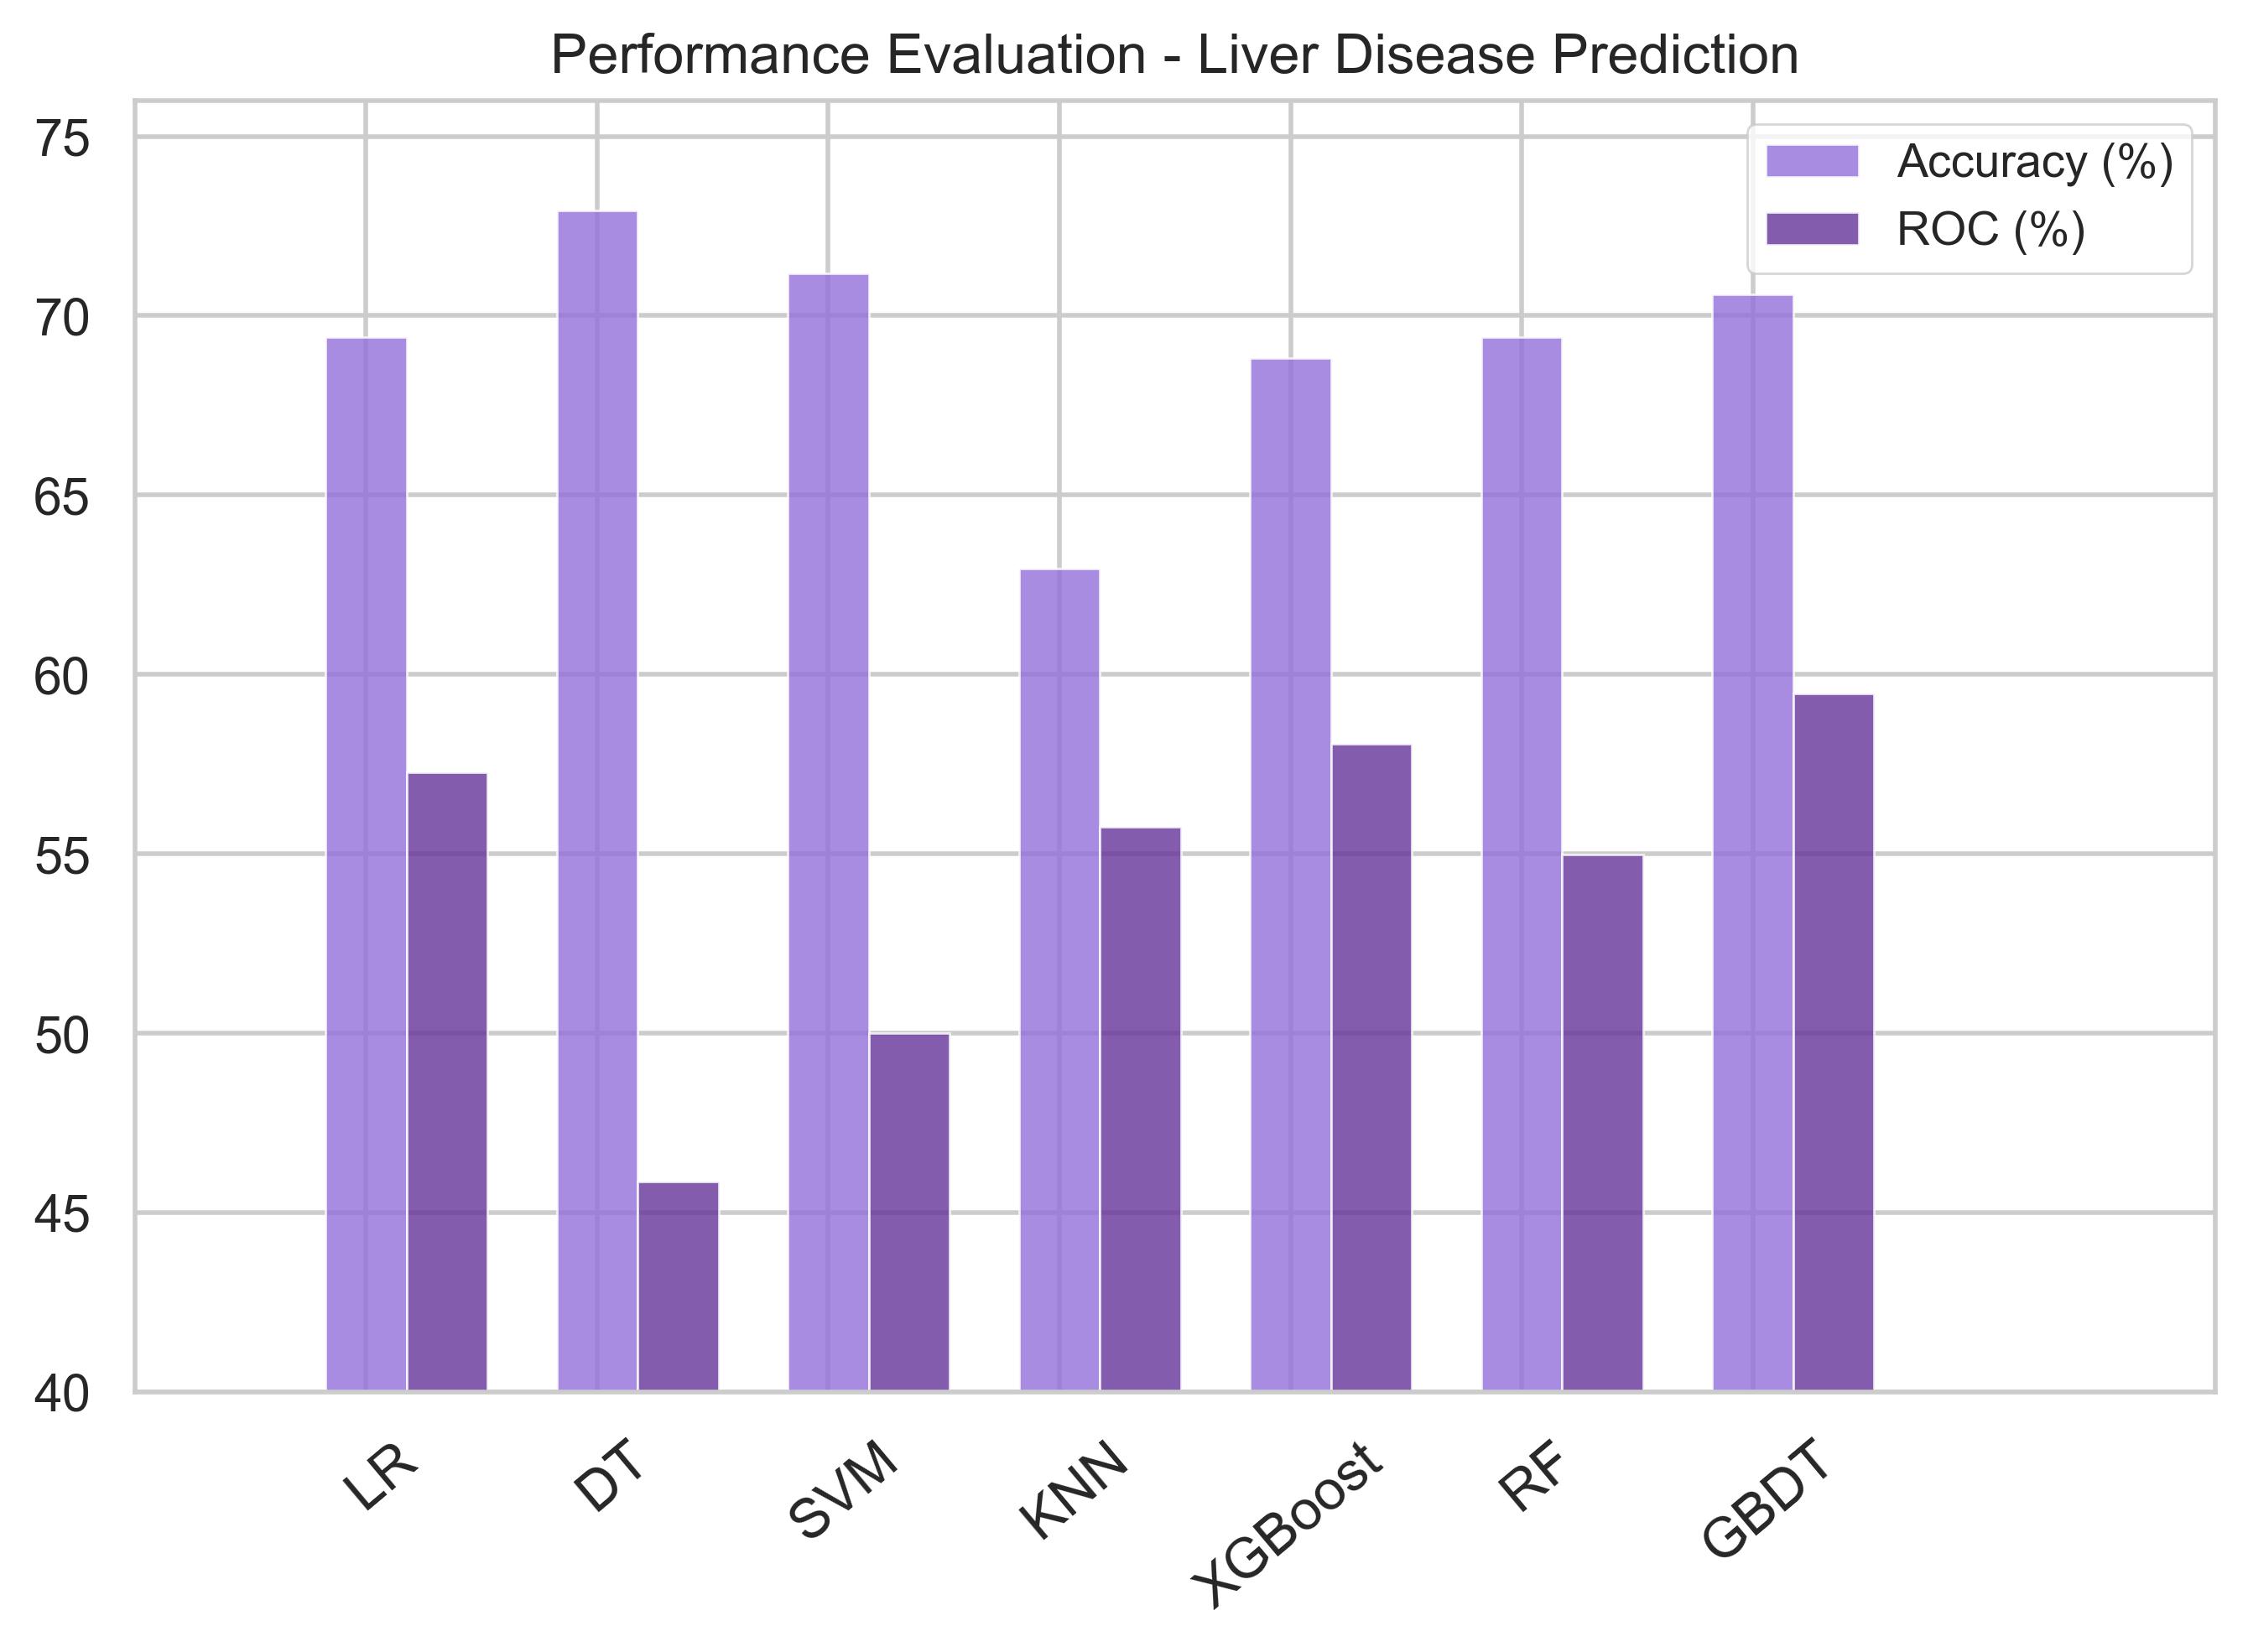 Performance Evaluation - Liver Disease Prediction
75
70
65
60
55
50
45
40
Accuracy (%)
ROC (%)
LR
DT
SVM
KNN
XGBoost
RF
GBDT